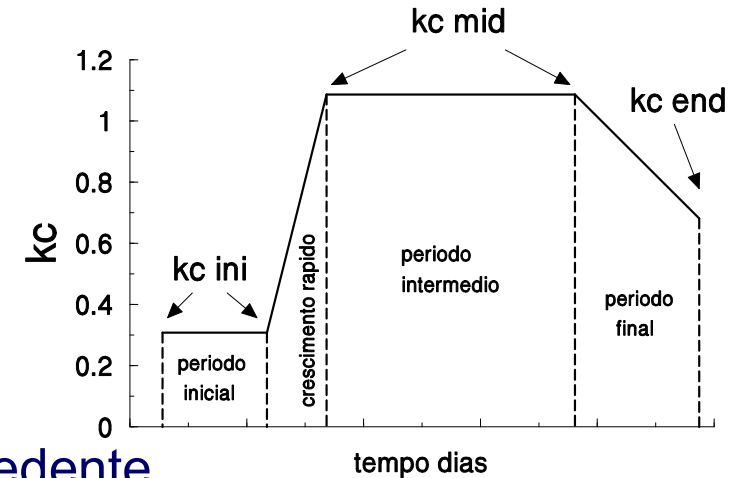 kc mid
1.2
kc end
1
0.8
kc
0.6
kc ini
crescimento rapido
periodo
intermedio
0.4
periodo
final
periodo
inicial
0.2
0
edente
tempo dias